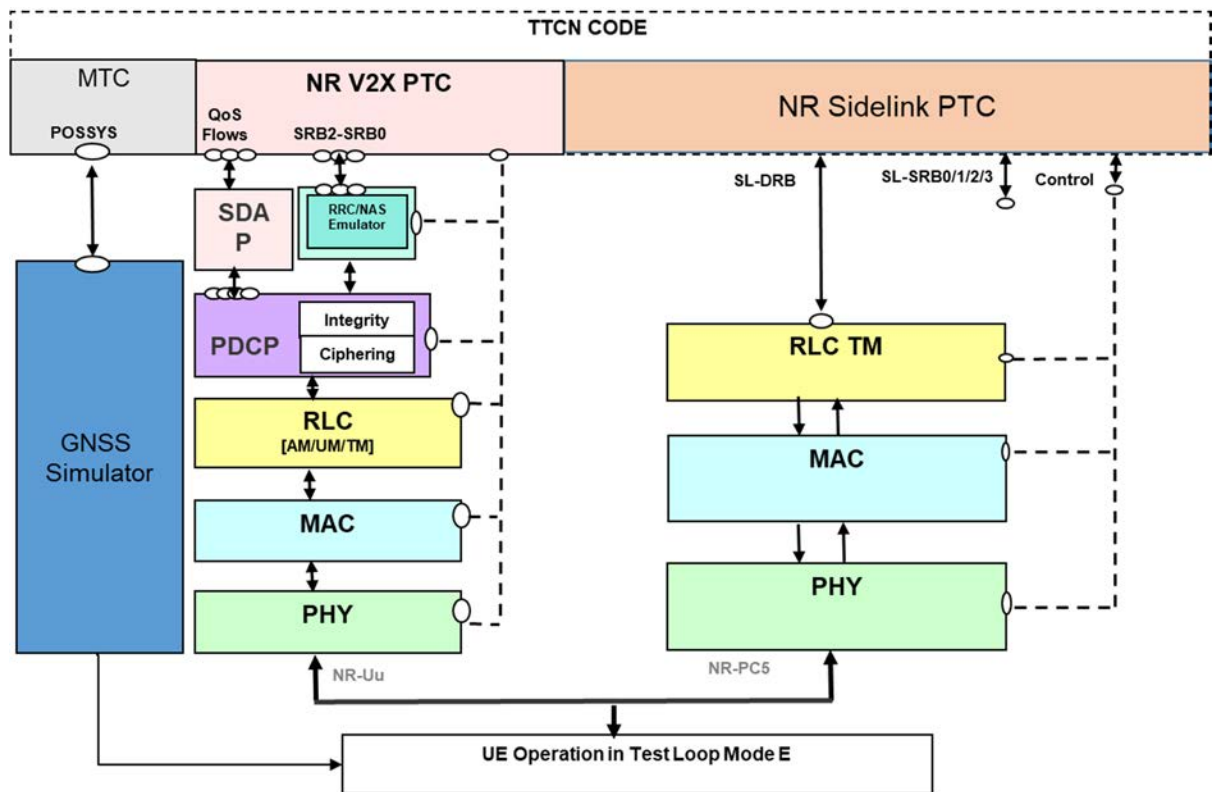 TTCN CODE
MTC
NR V2X PTC
NR Sidelink PTC
POSSYS
QoS
Flows
SRB2-SRB0
SL-DRB
SL-SRB0/1/2/3
Control
SDA
P
RRC/NAS
Emulator
PDCP
Integrity
Ciphering
RLC TM
RLC
[AM/UM/TM]
GNSS
Simulator
MAC
MAC
PHY
PHY
NR-Uu
NR-PC5
UE Operation in Test Loop Mode E